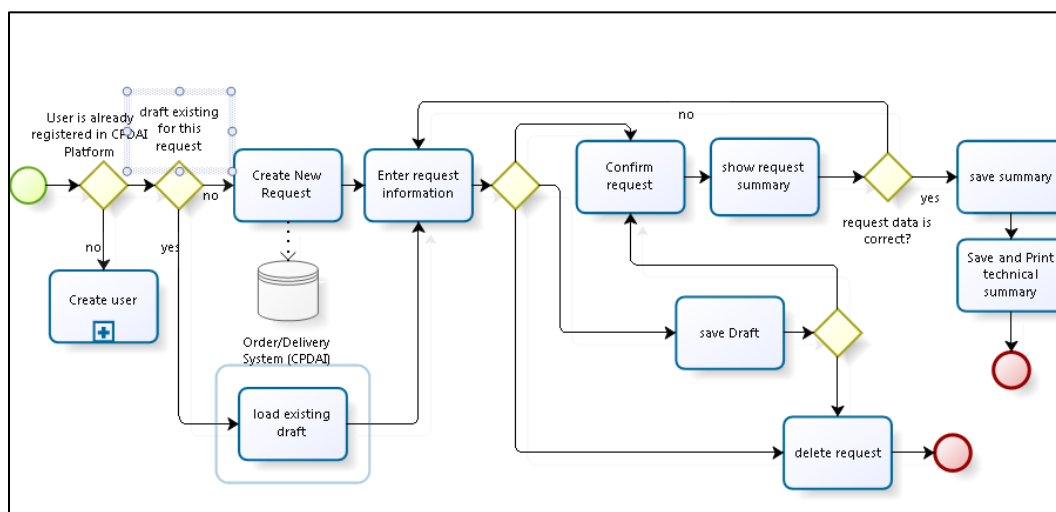 User is already
registered in CPDAI
Platform
draft existing
for this
request
no
yes
no
Create user
Create New
Request
Order/Delivery
System (CPDAI)
load existing
draft
Enter request
information
Confirm
request
show request
summary
no
yes
request data is
correct?
save summary
Save and Print
technical
summary
save Draft
delete request